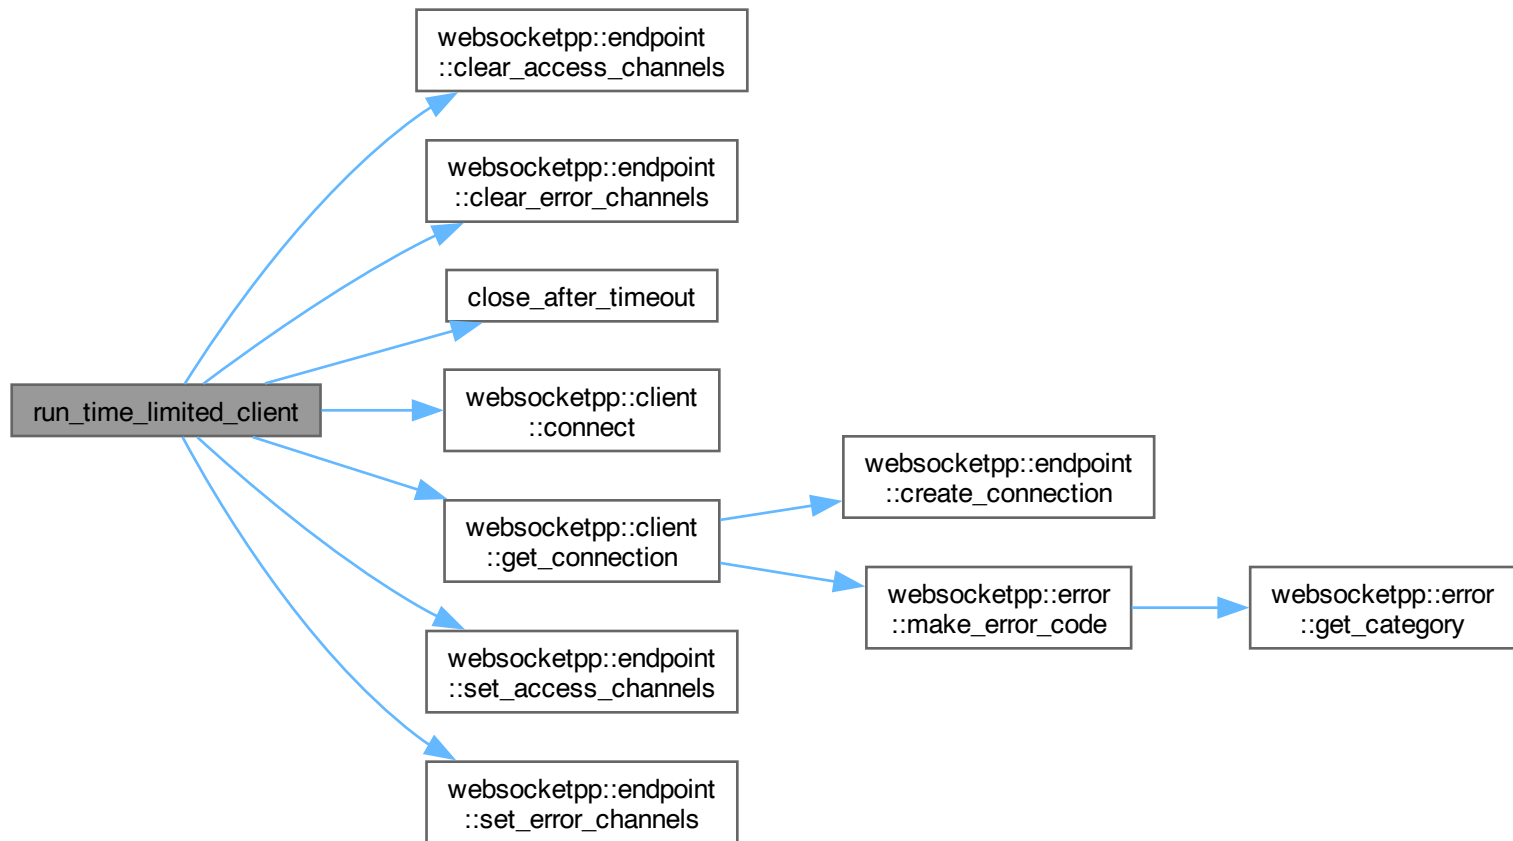 websocketpp::endpoint
::clear_access_channels
websocketpp::endpoint
::clear_error_channels
close_after_timeout
run_time_limited_client
websocketpp::client
::connect
websocketpp::client
::get_connection
websocketpp::endpoint
::create_connection
websocketpp::error
::make_error_code
websocketpp::error
::get_category
websocketpp::endpoint
::set_access_channels
websocketpp::endpoint
::set_error_channels